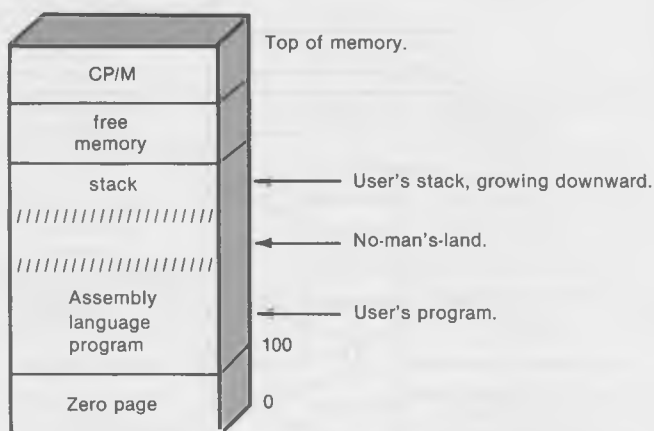 Top of memory.
CP/M
free
memory
stack
User's stack, growing downward.
No-man's-land.
Assembly
language
program
User's program.
100
Zero page
0